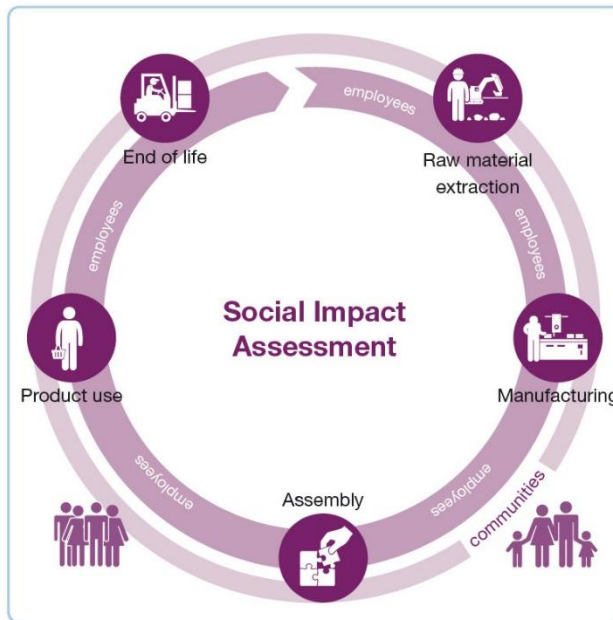 employees
End of life
Raw material
extraction
employees
employees
Social Impact
Assessment
Product use
Manufacturing
employees
employees
Assembly
communities